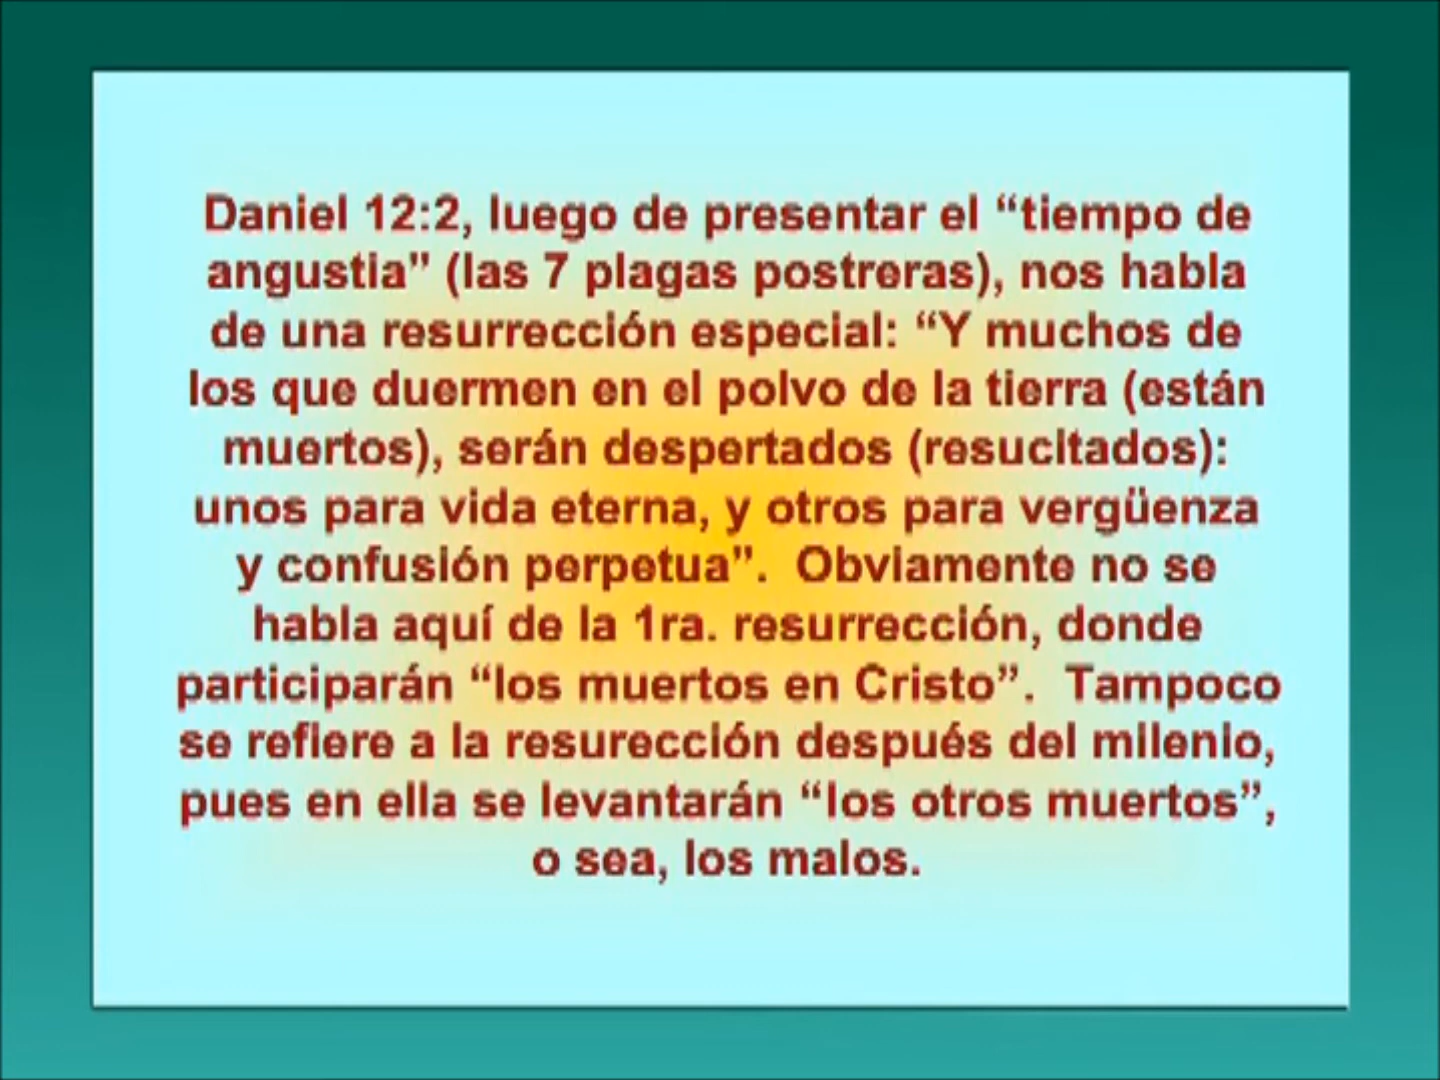 Daniel 12:2, luego de presentar el “tiempo de
angustia” (las 7 plagas postreras), nos habla
de una resurrección especial: “Y muchos de
los que duermen en el polvo de la tierra (están
muertos), serán despertados (resucitados):
unos para vida eterna, y otros para vergüenza
y confusión perpetua”. Obviamente no se
habla aquí de la 1ra. resurrección, donde
participarán “los muertos en Cristo”. Tampoco
se refiere a la resurección después del milenio,
pues en ella se levantarán “los otros muertos”,
o sea, los malos.